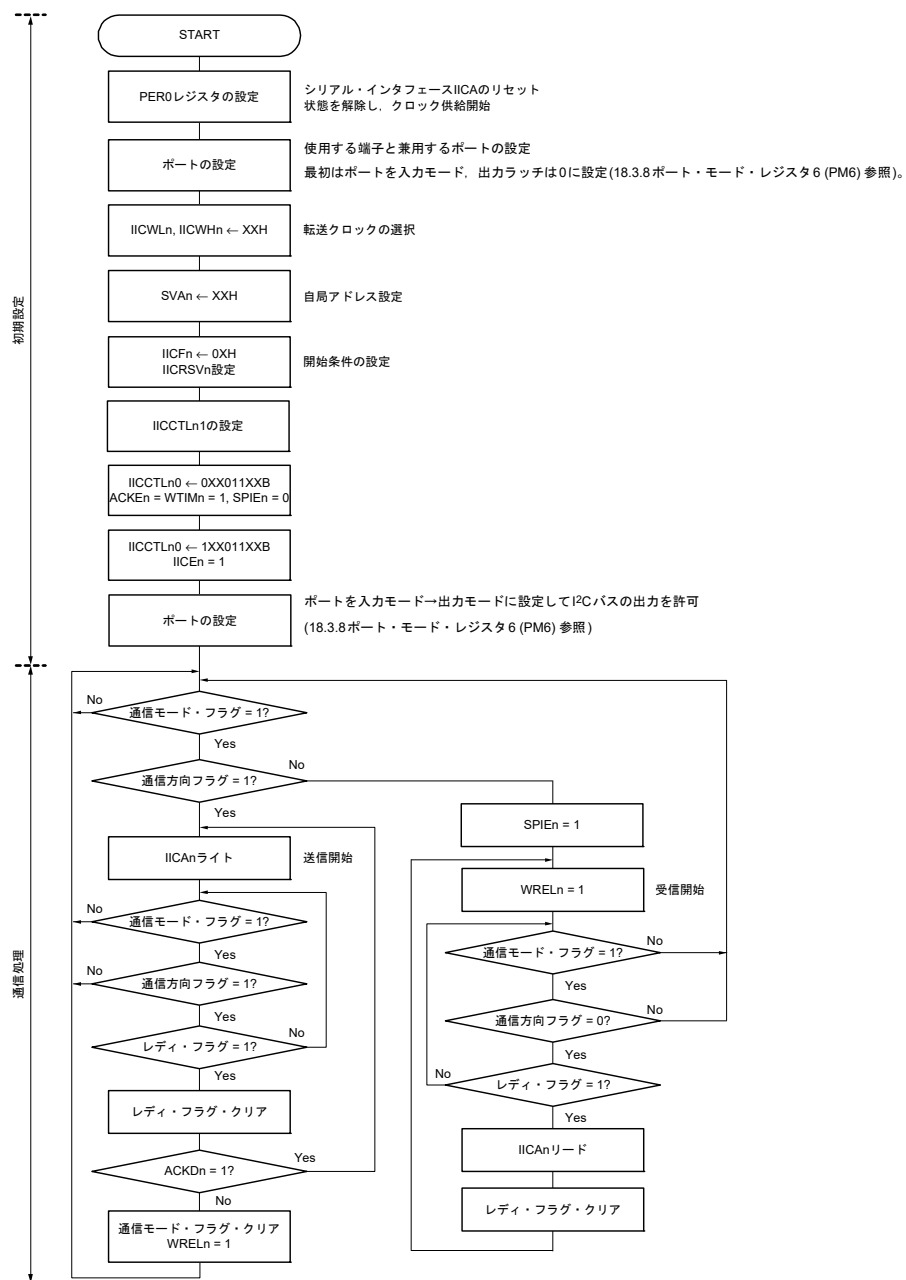 START
PER0レジスタの設定
シリアル・インタフェースIICAのリセット
状態を解除し，クロック供給開始
ポートの設定
使用する端子と兼用するポートの設定
最初はポートを入力モード，出力ラッチは0に設定(18.3.8ポート・モード・レジスタ6 (PM6) 参照)。
IICWLn, IICWHn ← XXH
転送クロックの選択
SVAn ← XXH
自局アドレス設定
IICFn ← 0XH
IICRSVn設定
開始条件の設定
IICCTLn1の設定
IICCTLn0 ← 0XX011XXB
ACKEn = WTIMn = 1, SPIEn = 0
IICCTLn0 ← 1XX011XXB
IICEn = 1
ポートの設定
ポートを入力モード→出力モードに設定してI²Cバスの出力を許可
(18.3.8ポート・モード・レジスタ6 (PM6) 参照)
初期設定
通信モード・フラグ = 1?
No
Yes
通信方向フラグ = 1?
No
Yes
IICAnライト
送信開始
通信モード・フラグ = 1?
No
Yes
通信方向フラグ = 1?
No
Yes
レディ・フラグ = 1?
No
Yes
レディ・フラグ・クリア
ACKDn = 1?
Yes
No
通信モード・フラグ・クリア
WRELn = 1
SPIEn = 1
WRELn = 1
受信開始
通信モード・フラグ = 1?
No
Yes
通信方向フラグ = 0?
No
Yes
レディ・フラグ = 1?
No
Yes
IICAnリード
レディ・フラグ・クリア
通信処理